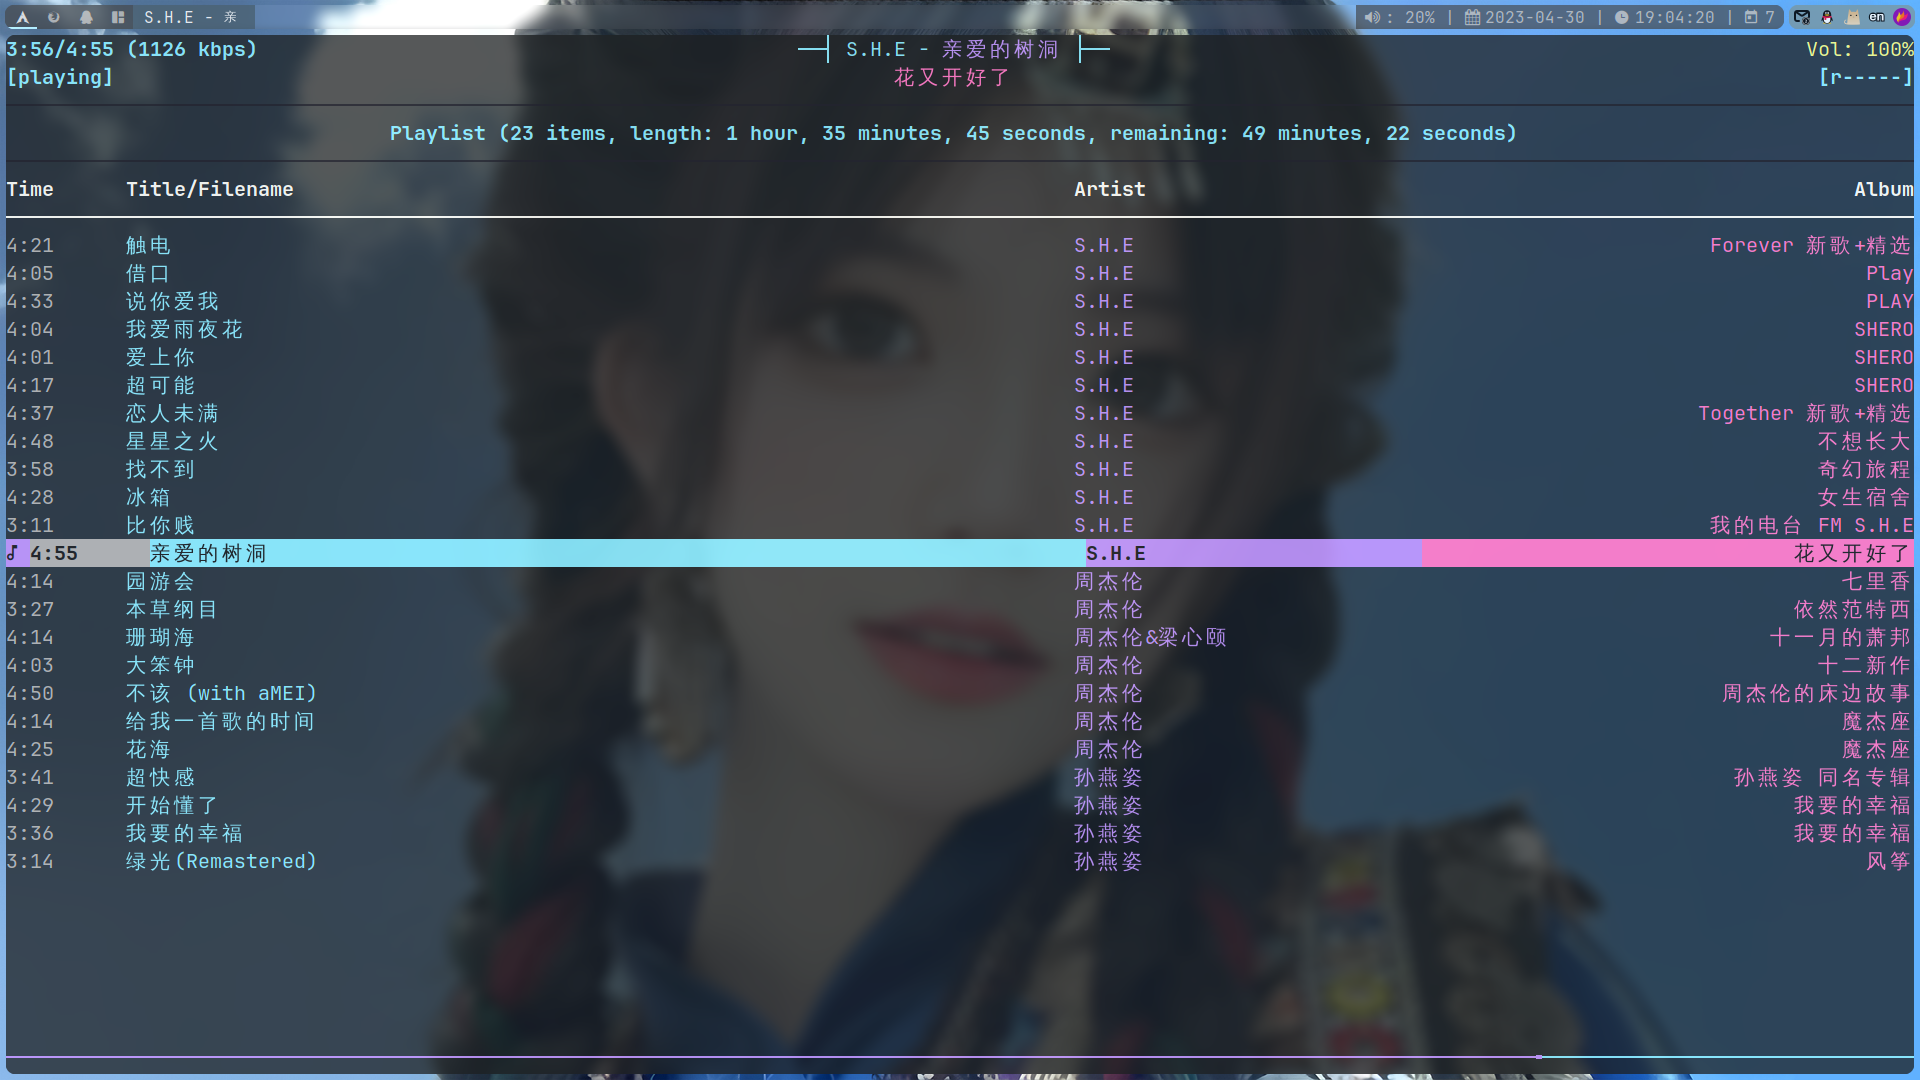 S.H.E - 亲 : 20% | 2023-04-30 | 19:04:20 | 7 en
3:56/4:55 (1126 kbps) S.H.E - 亲爱的树洞 Vol: 100%
[playing] 花又开好了 [r-----]
Playlist (23 items, length: 1 hour, 35 minutes, 45 seconds, remaining: 49 minutes, 22 seconds)
Time Title/Filename Artist Album
4:21 触电 S.H.E Forever 新歌+精选
4:05 借口 S.H.E Play
4:33 说你爱我 S.H.E PLAY
4:04 我爱雨夜花 S.H.E SHERO
4:01 爱上你 S.H.E SHERO
4:17 超可能 S.H.E SHERO
4:37 恋人未满 S.H.E Together 新歌+精选
4:48 星星之火 S.H.E 不想长大
3:58 找不到 S.H.E 奇幻旅程
4:28 冰箱 S.H.E 女生宿舍
3:11 比你贱 S.H.E 我的电台 FM S.H.E
♪ 4:55 亲爱的树洞 S.H.E 花又开好了
4:14 园游会 周杰伦 七里香
3:27 本草纲目 周杰伦 依然范特西
4:14 珊瑚海 周杰伦&梁心颐 十一月的萧邦
4:03 大笨钟 周杰伦 十二新作
4:50 不该 (with aMEI) 周杰伦 周杰伦的床边故事
4:14 给我一首歌的时间 周杰伦 魔杰座
4:25 花海 周杰伦 魔杰座
3:41 超快感 孙燕姿 孙燕姿 同名专辑
4:29 开始懂了 孙燕姿 我要的幸福
3:36 我要的幸福 孙燕姿 我要的幸福
3:14 绿光(Remastered) 孙燕姿 风筝